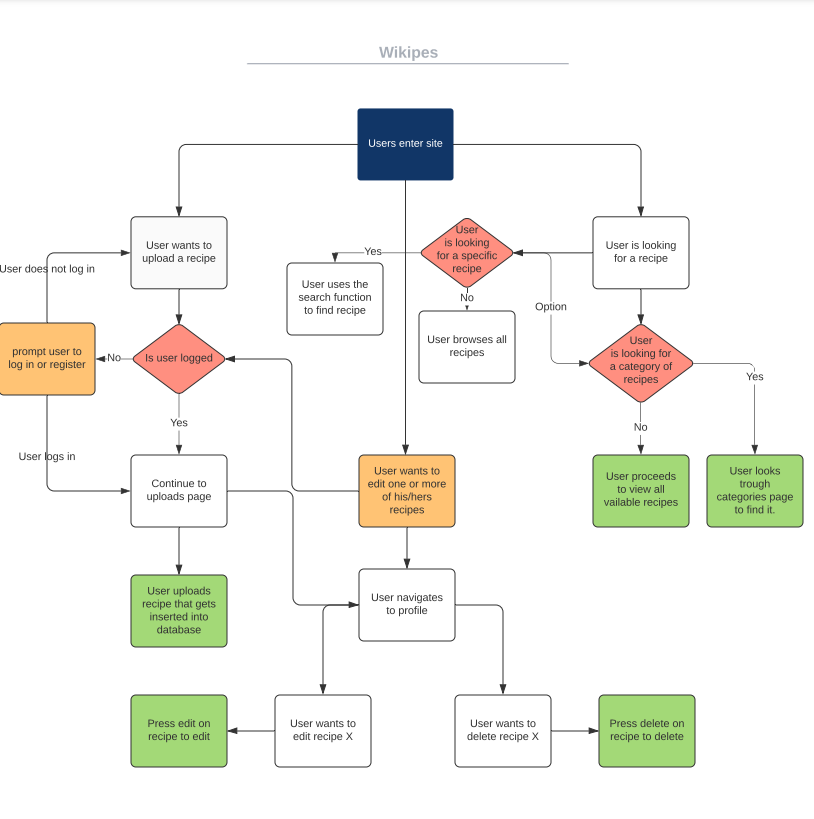 Wikipes
Users enter site
User wants to
upload a recipe
User
is looking
for a specific
recipe
User is looking
for a recipe
Yes
User does not log in
User uses the
search function
to find recipe
No
Option
User browses all
recipes
prompt user to
log in or register
No
Is user logged
User
is looking for
a category of
recipes
Yes
Yes
No
User logs in
Continue to
uploads page
User wants to
edit one or more
of his/hers
recipes
User proceeds
to view all
vailable recipes
User looks
trough
categories page
to find it.
User uploads
recipe that gets
inserted into
database
User navigates
to profile
Press edit on
recipe to edit
User wants to
edit recipe X
User wants to
delete recipe X
Press delete on
recipe to delete